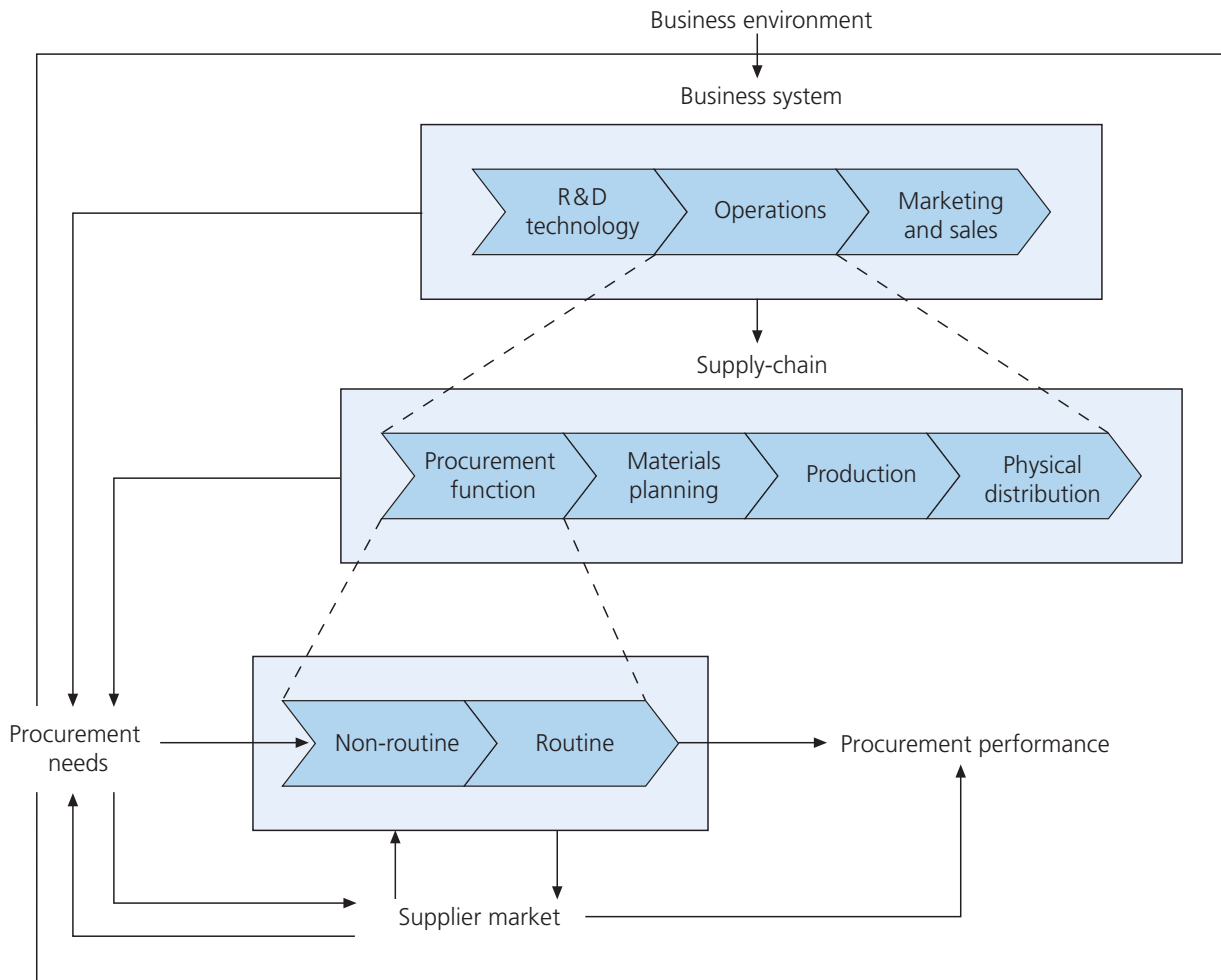 Business environment
Business system
R&D
technology
Operations
Marketing
and sales
Supply-chain
Procurement
function
Materials
planning
Production
Physical
distribution
Procurement
needs
Non-routine
Routine
Procurement performance
Supplier market